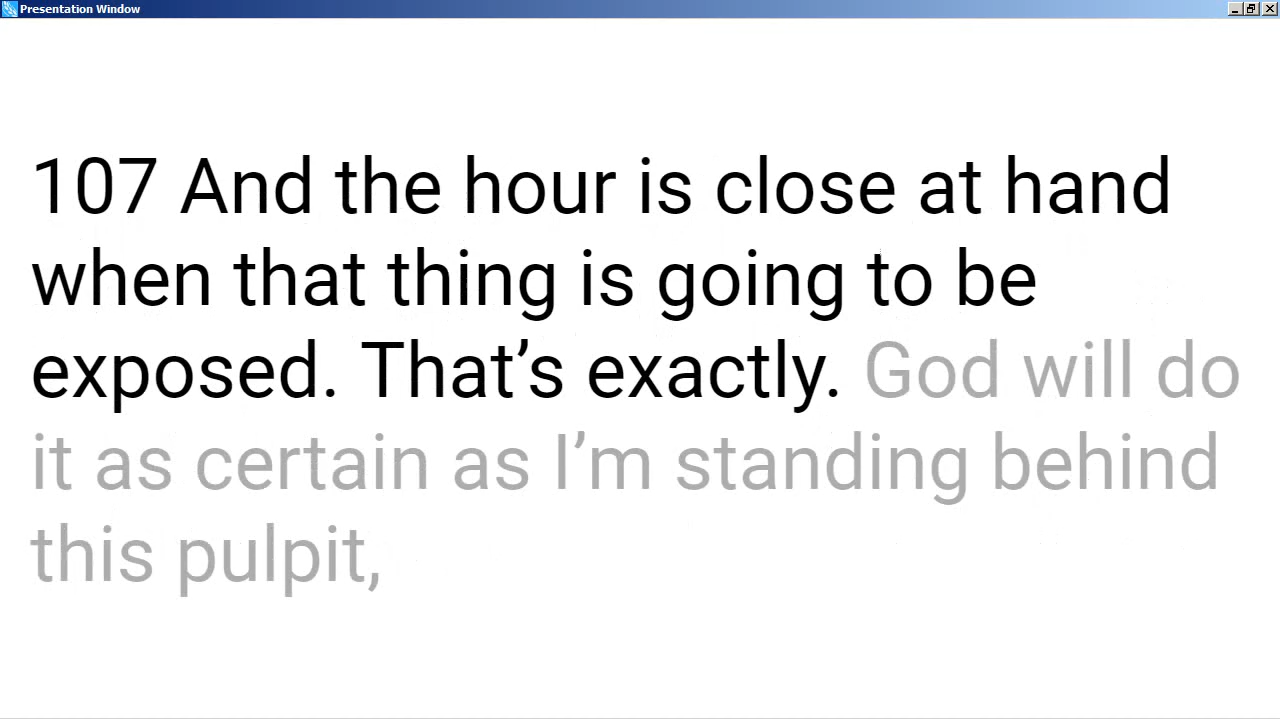 Presentation Window
107 And the hour is close at hand
when that thing is going to be
exposed. That’s exactly. God will do
it as certain as I’m standing behind
this pulpit,